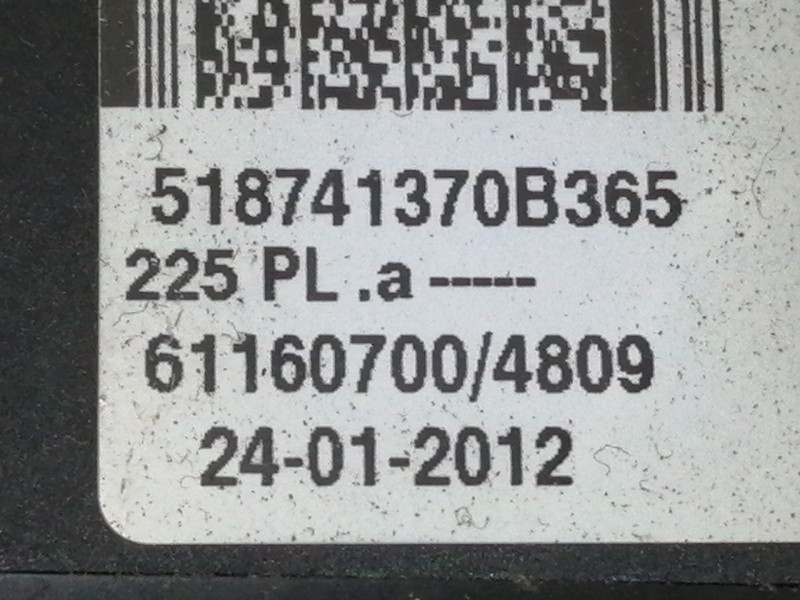 518741370B365
225 PL .a -----
61160700/4809
24-01-2012